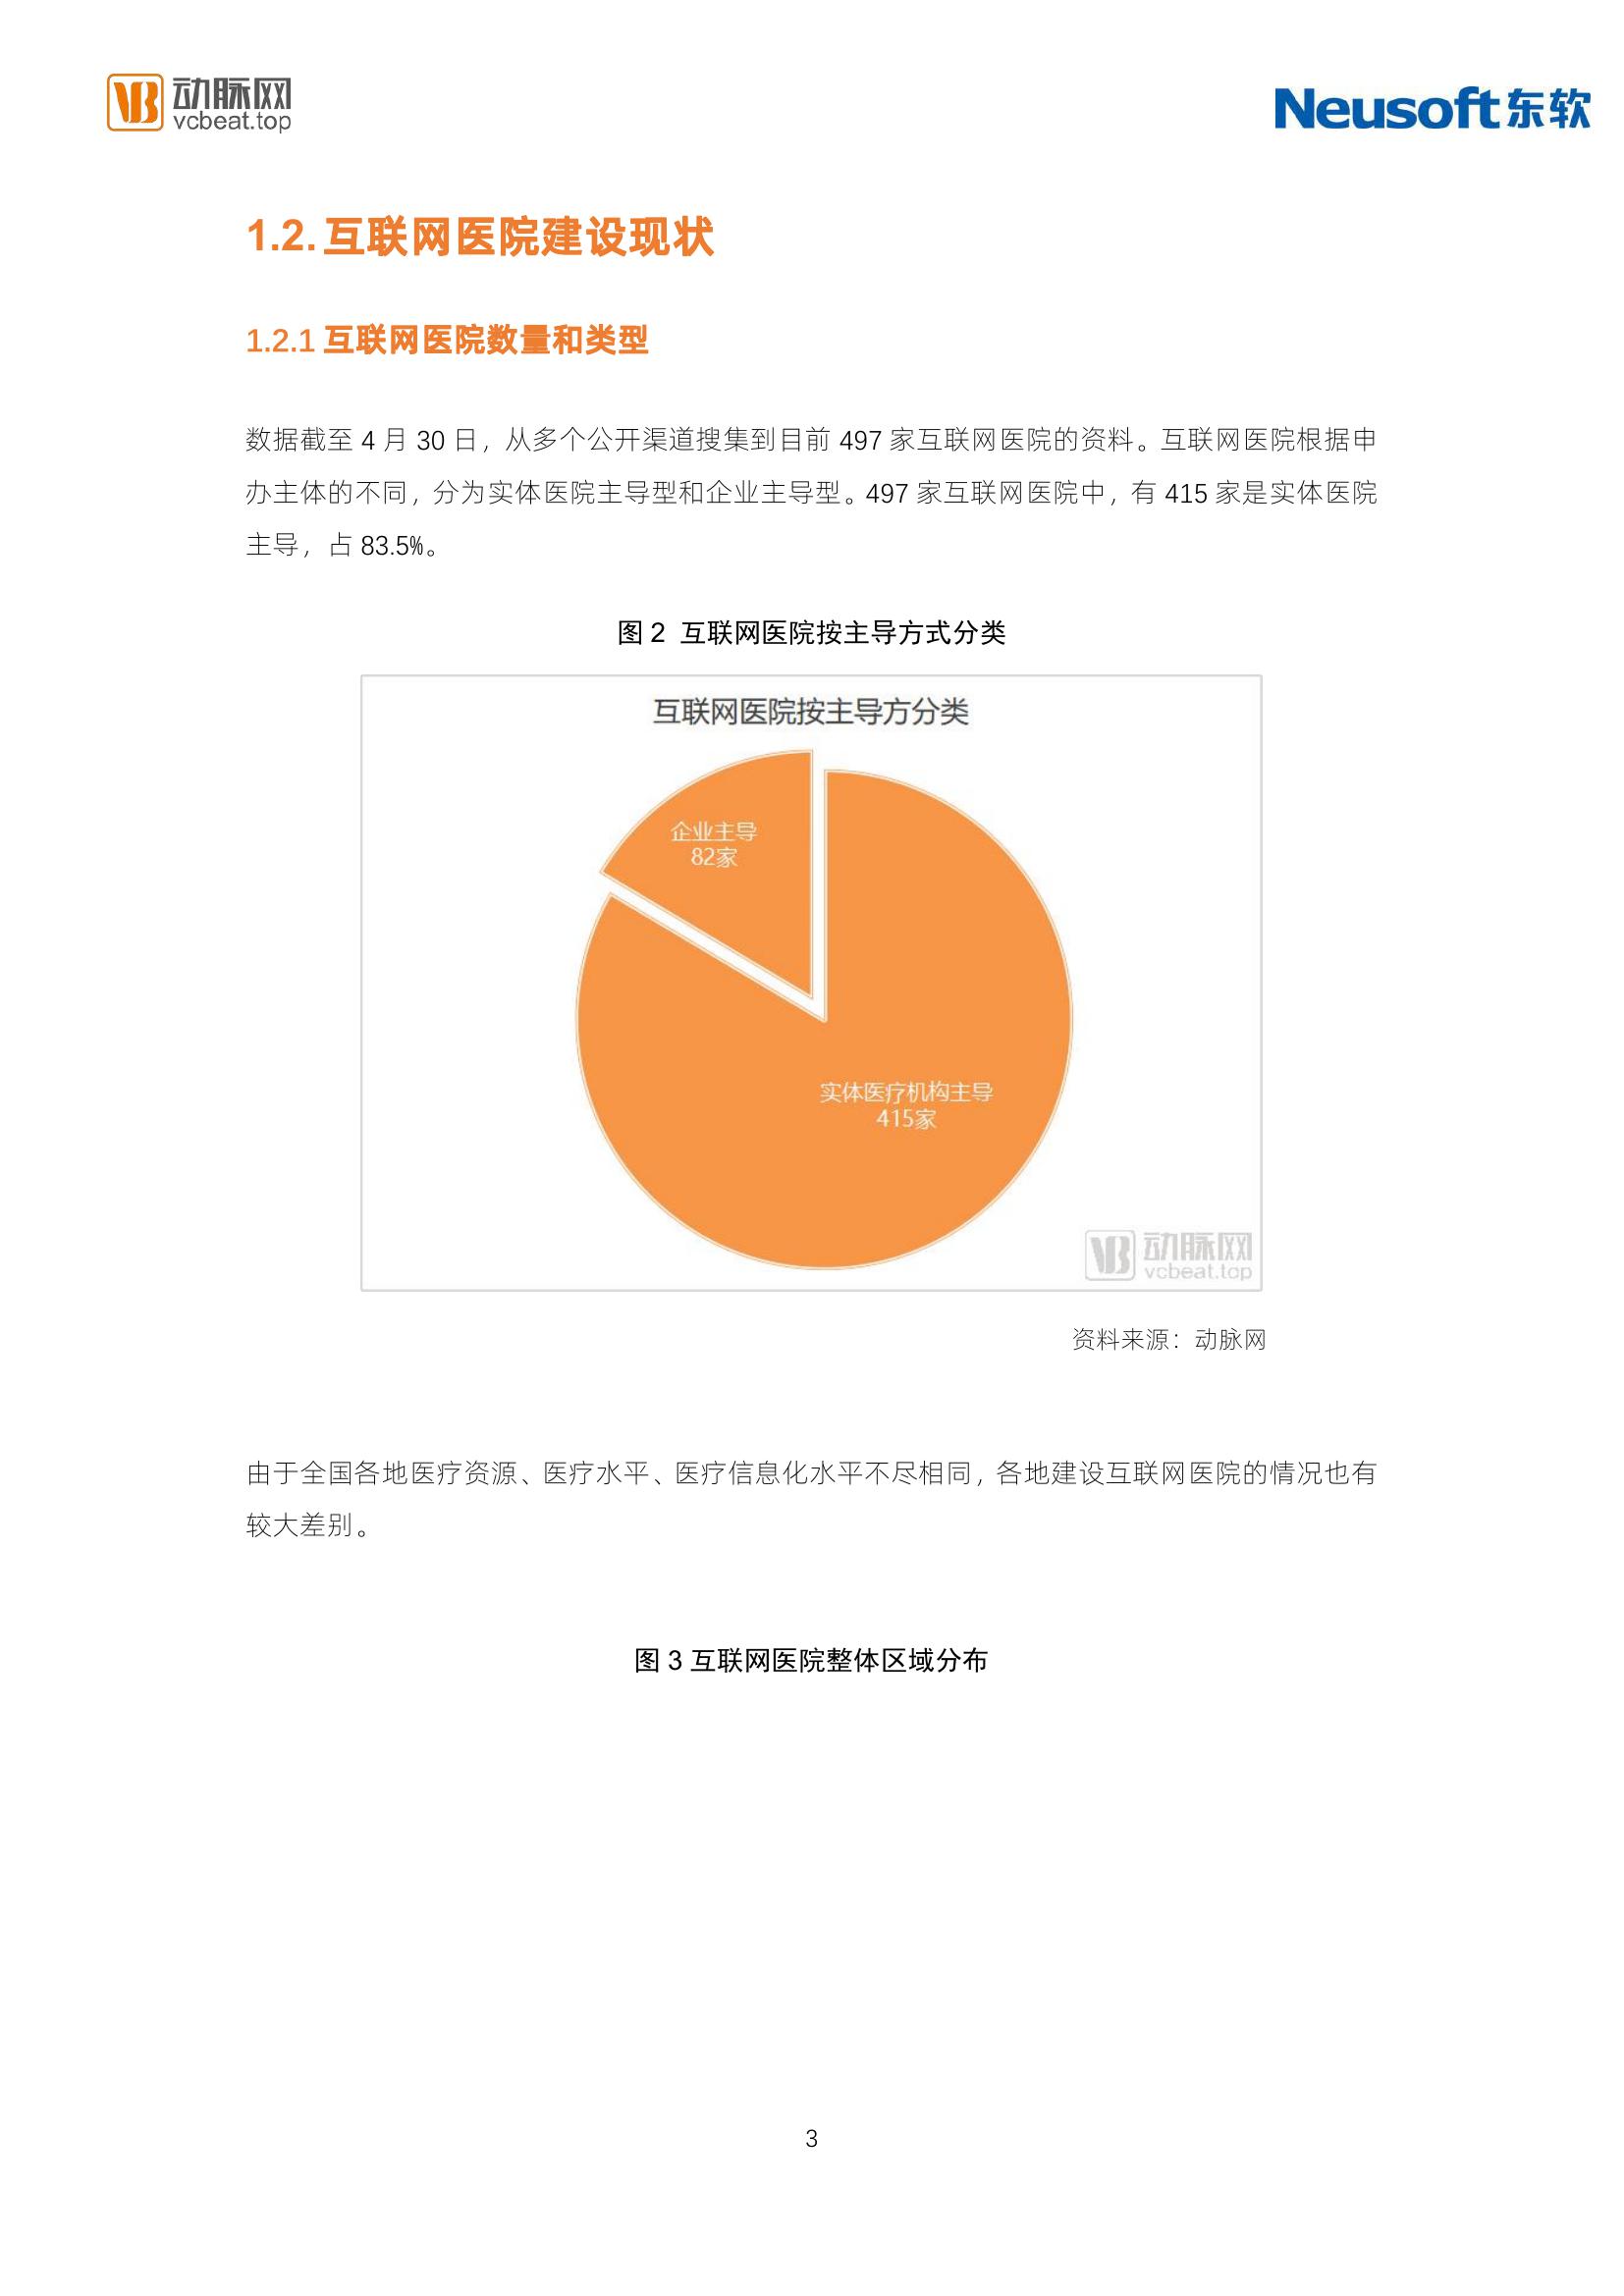 动脉网
vcbeat.top
Neusoft东软
1.2.互联网医院建设现状
1.2.1 互联网医院数量和类型
数据截至 4 月 30 日，从多个公开渠道搜集到目前 497 家互联网医院的资料。互联网医院根据申
办主体的不同，分为实体医院主导型和企业主导型。497 家互联网医院中，有 415 家是实体医院
主导，占 83.5%。
图 2 互联网医院按主导方式分类
互联网医院按主导方分类
企业主导
82家
实体医疗机构主导
415家
动脉网
vcbeat.top
资料来源：动脉网
由于全国各地医疗资源、医疗水平、医疗信息化水平不尽相同，各地建设互联网医院的情况也有
较大差别。
图 3 互联网医院整体区域分布
3